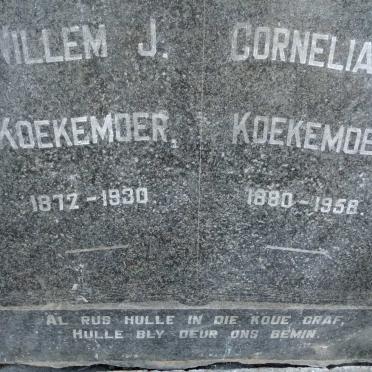 WILLEM J. CORNELIA
KOEKEMOER. KOEKEMOE
1872-1930. 1880-1958.
AL RUS HULLE IN DIE KOUE GRAF,
HULLE BLY DEUR ONS BEMIN.